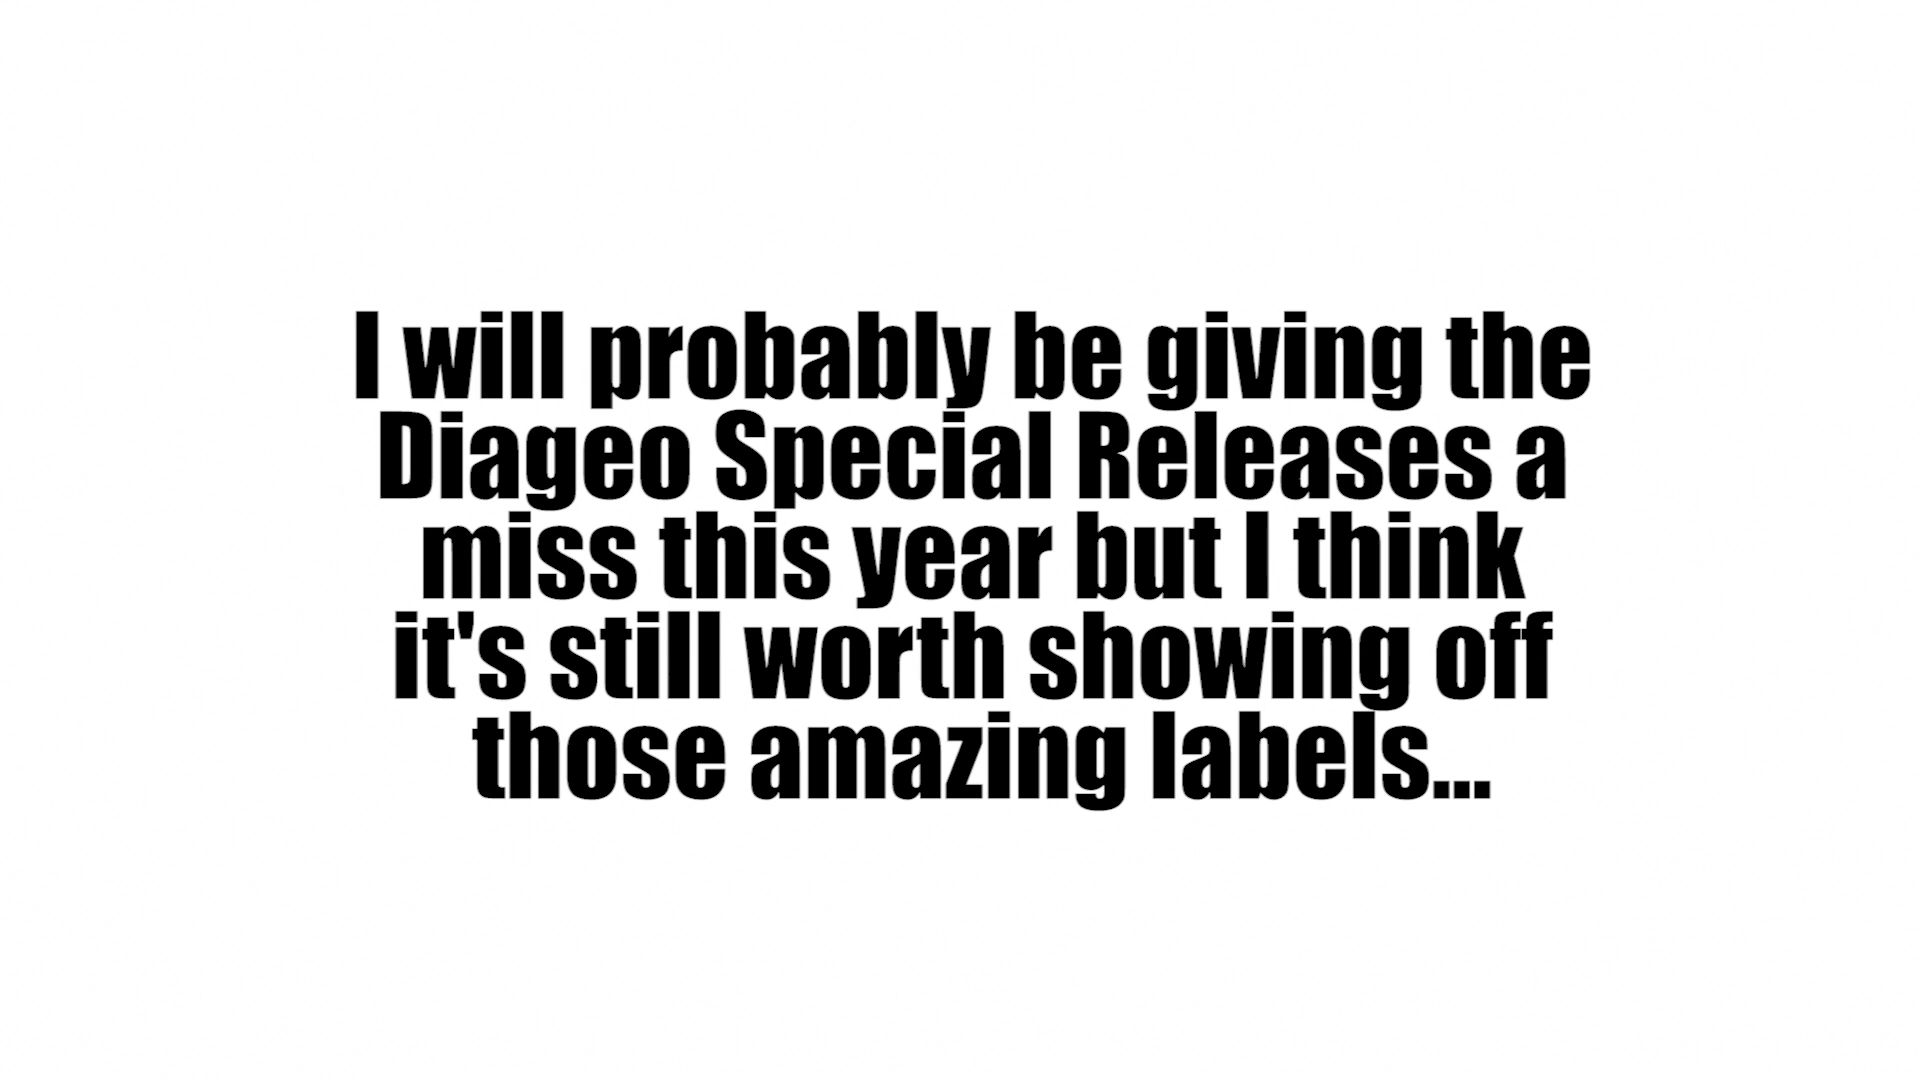 I will probably be giving the
Diageo Special Releases a
miss this year but I think
it's still worth showing off
those amazing labels...